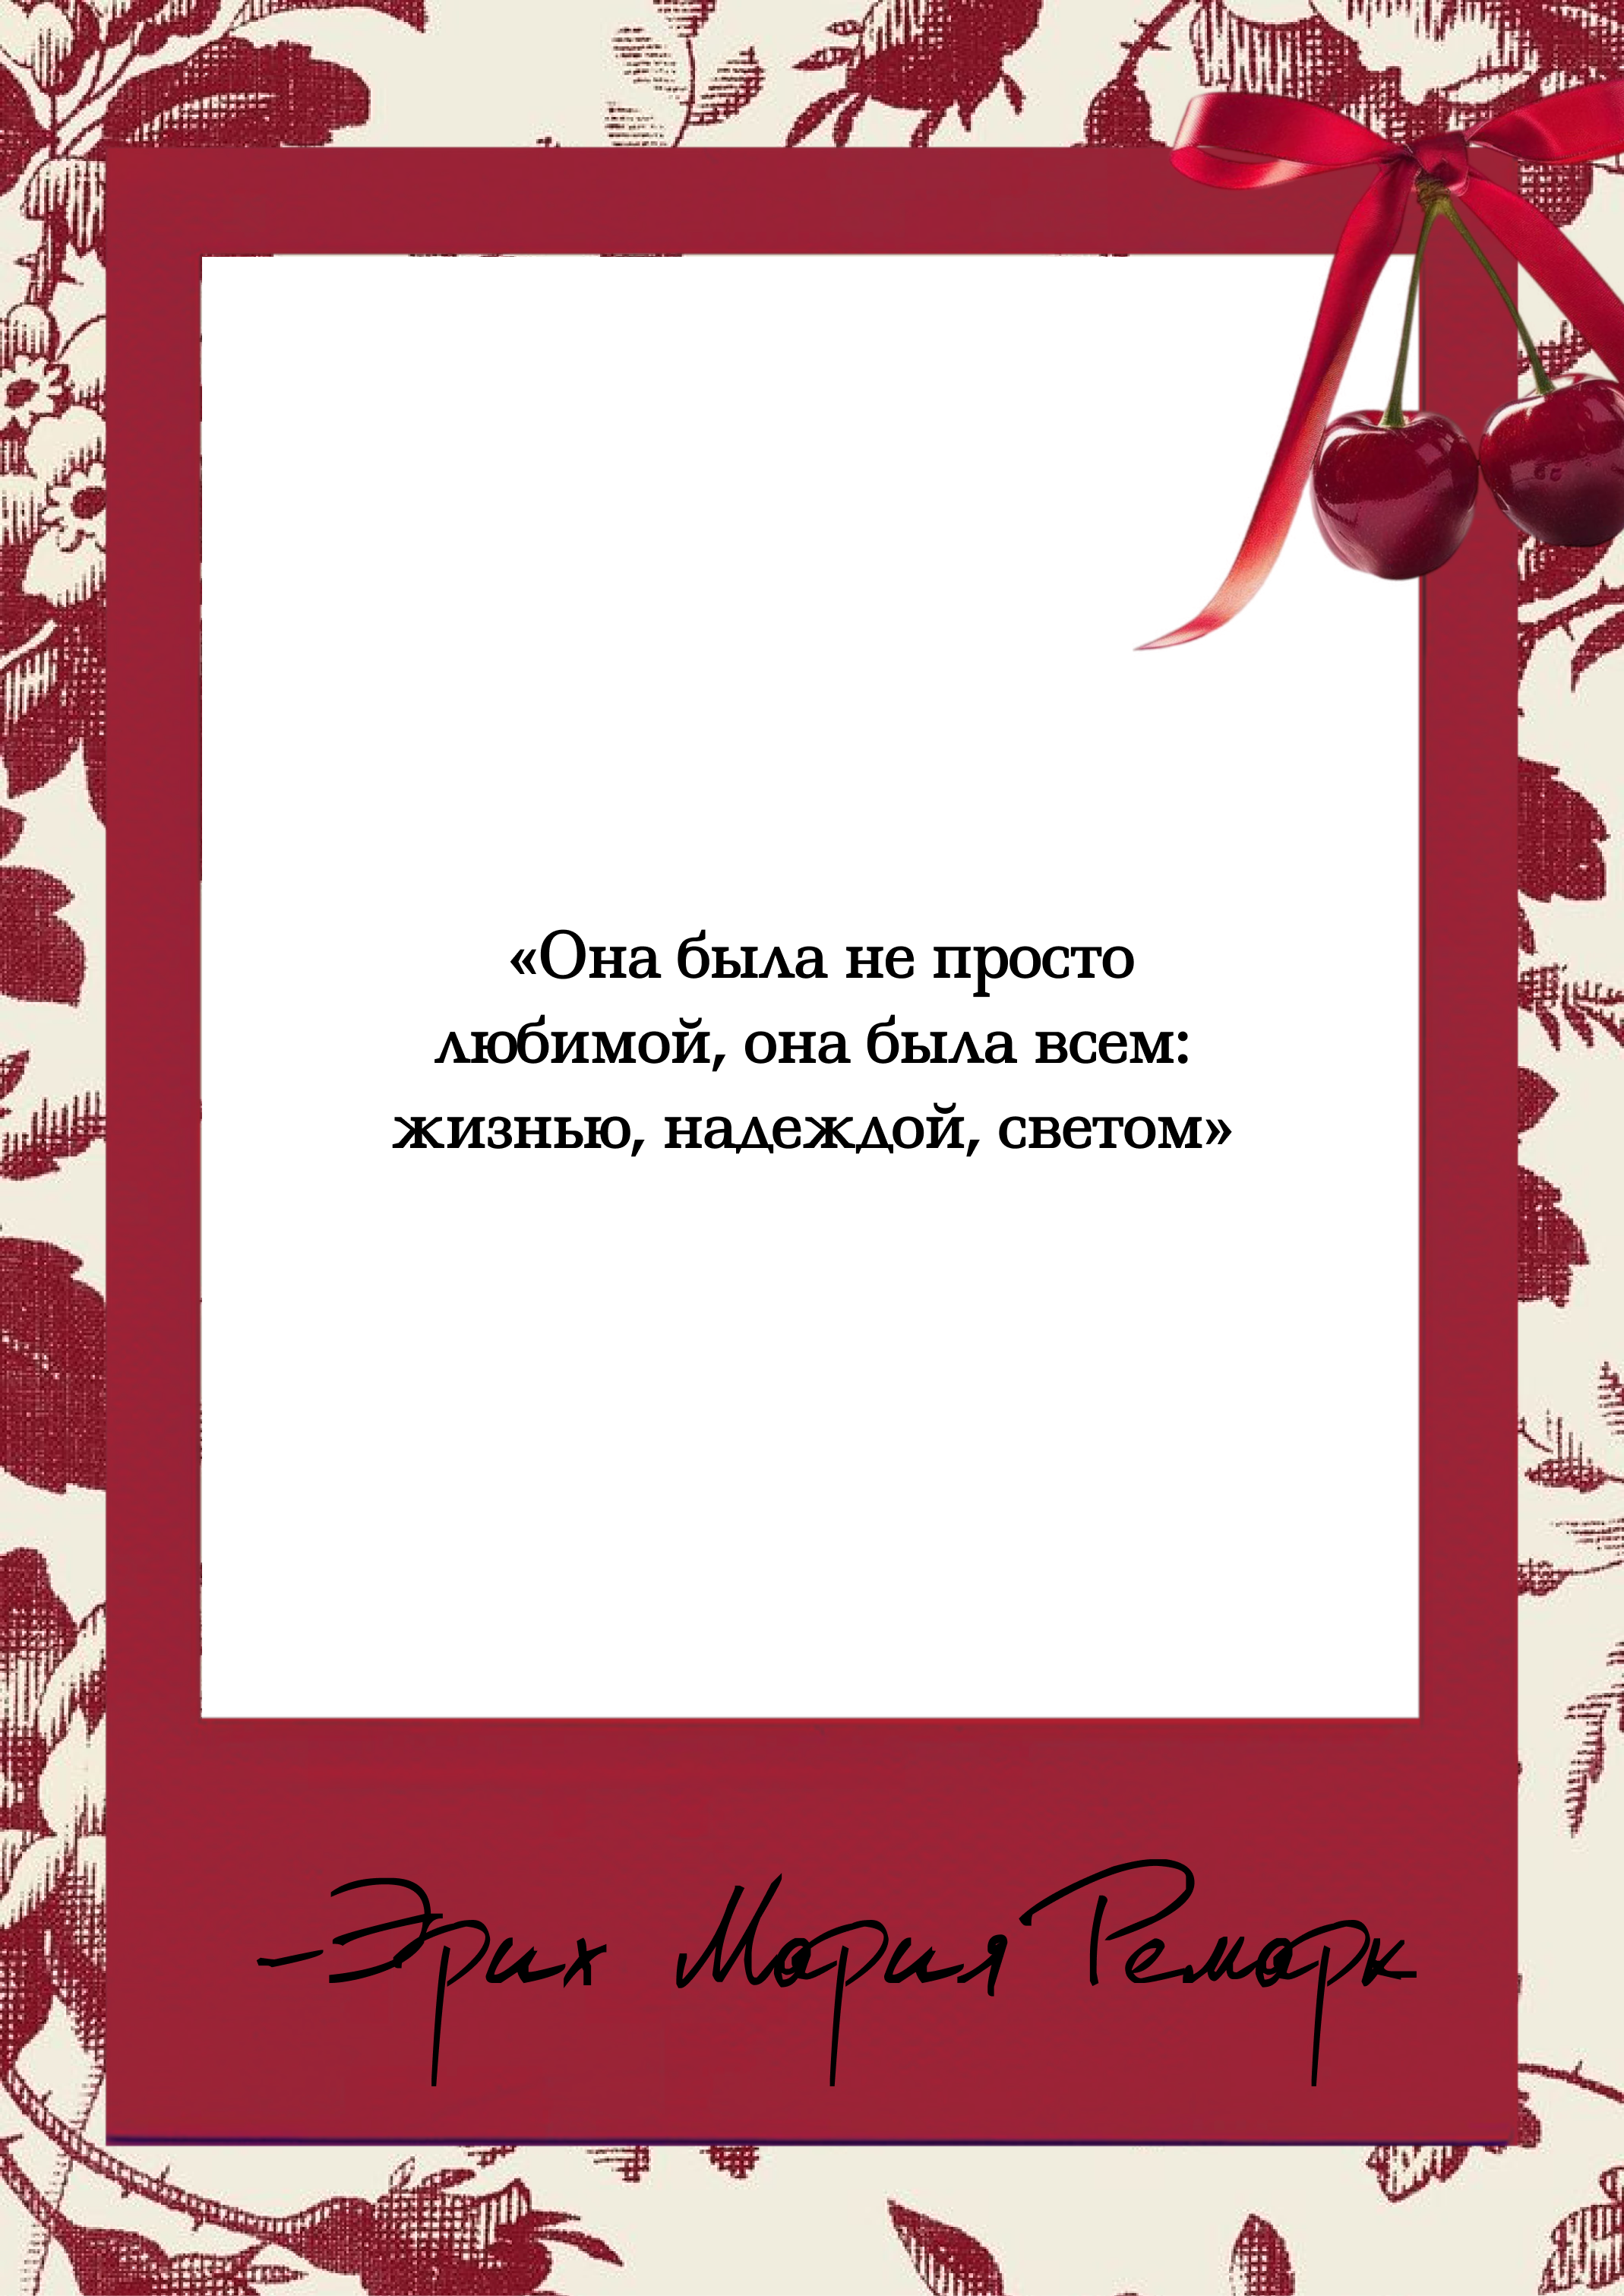 «Она была не просто
любимой, она была всем:
жизнью, надеждой, светом»
-Эрих Мария Ремарк